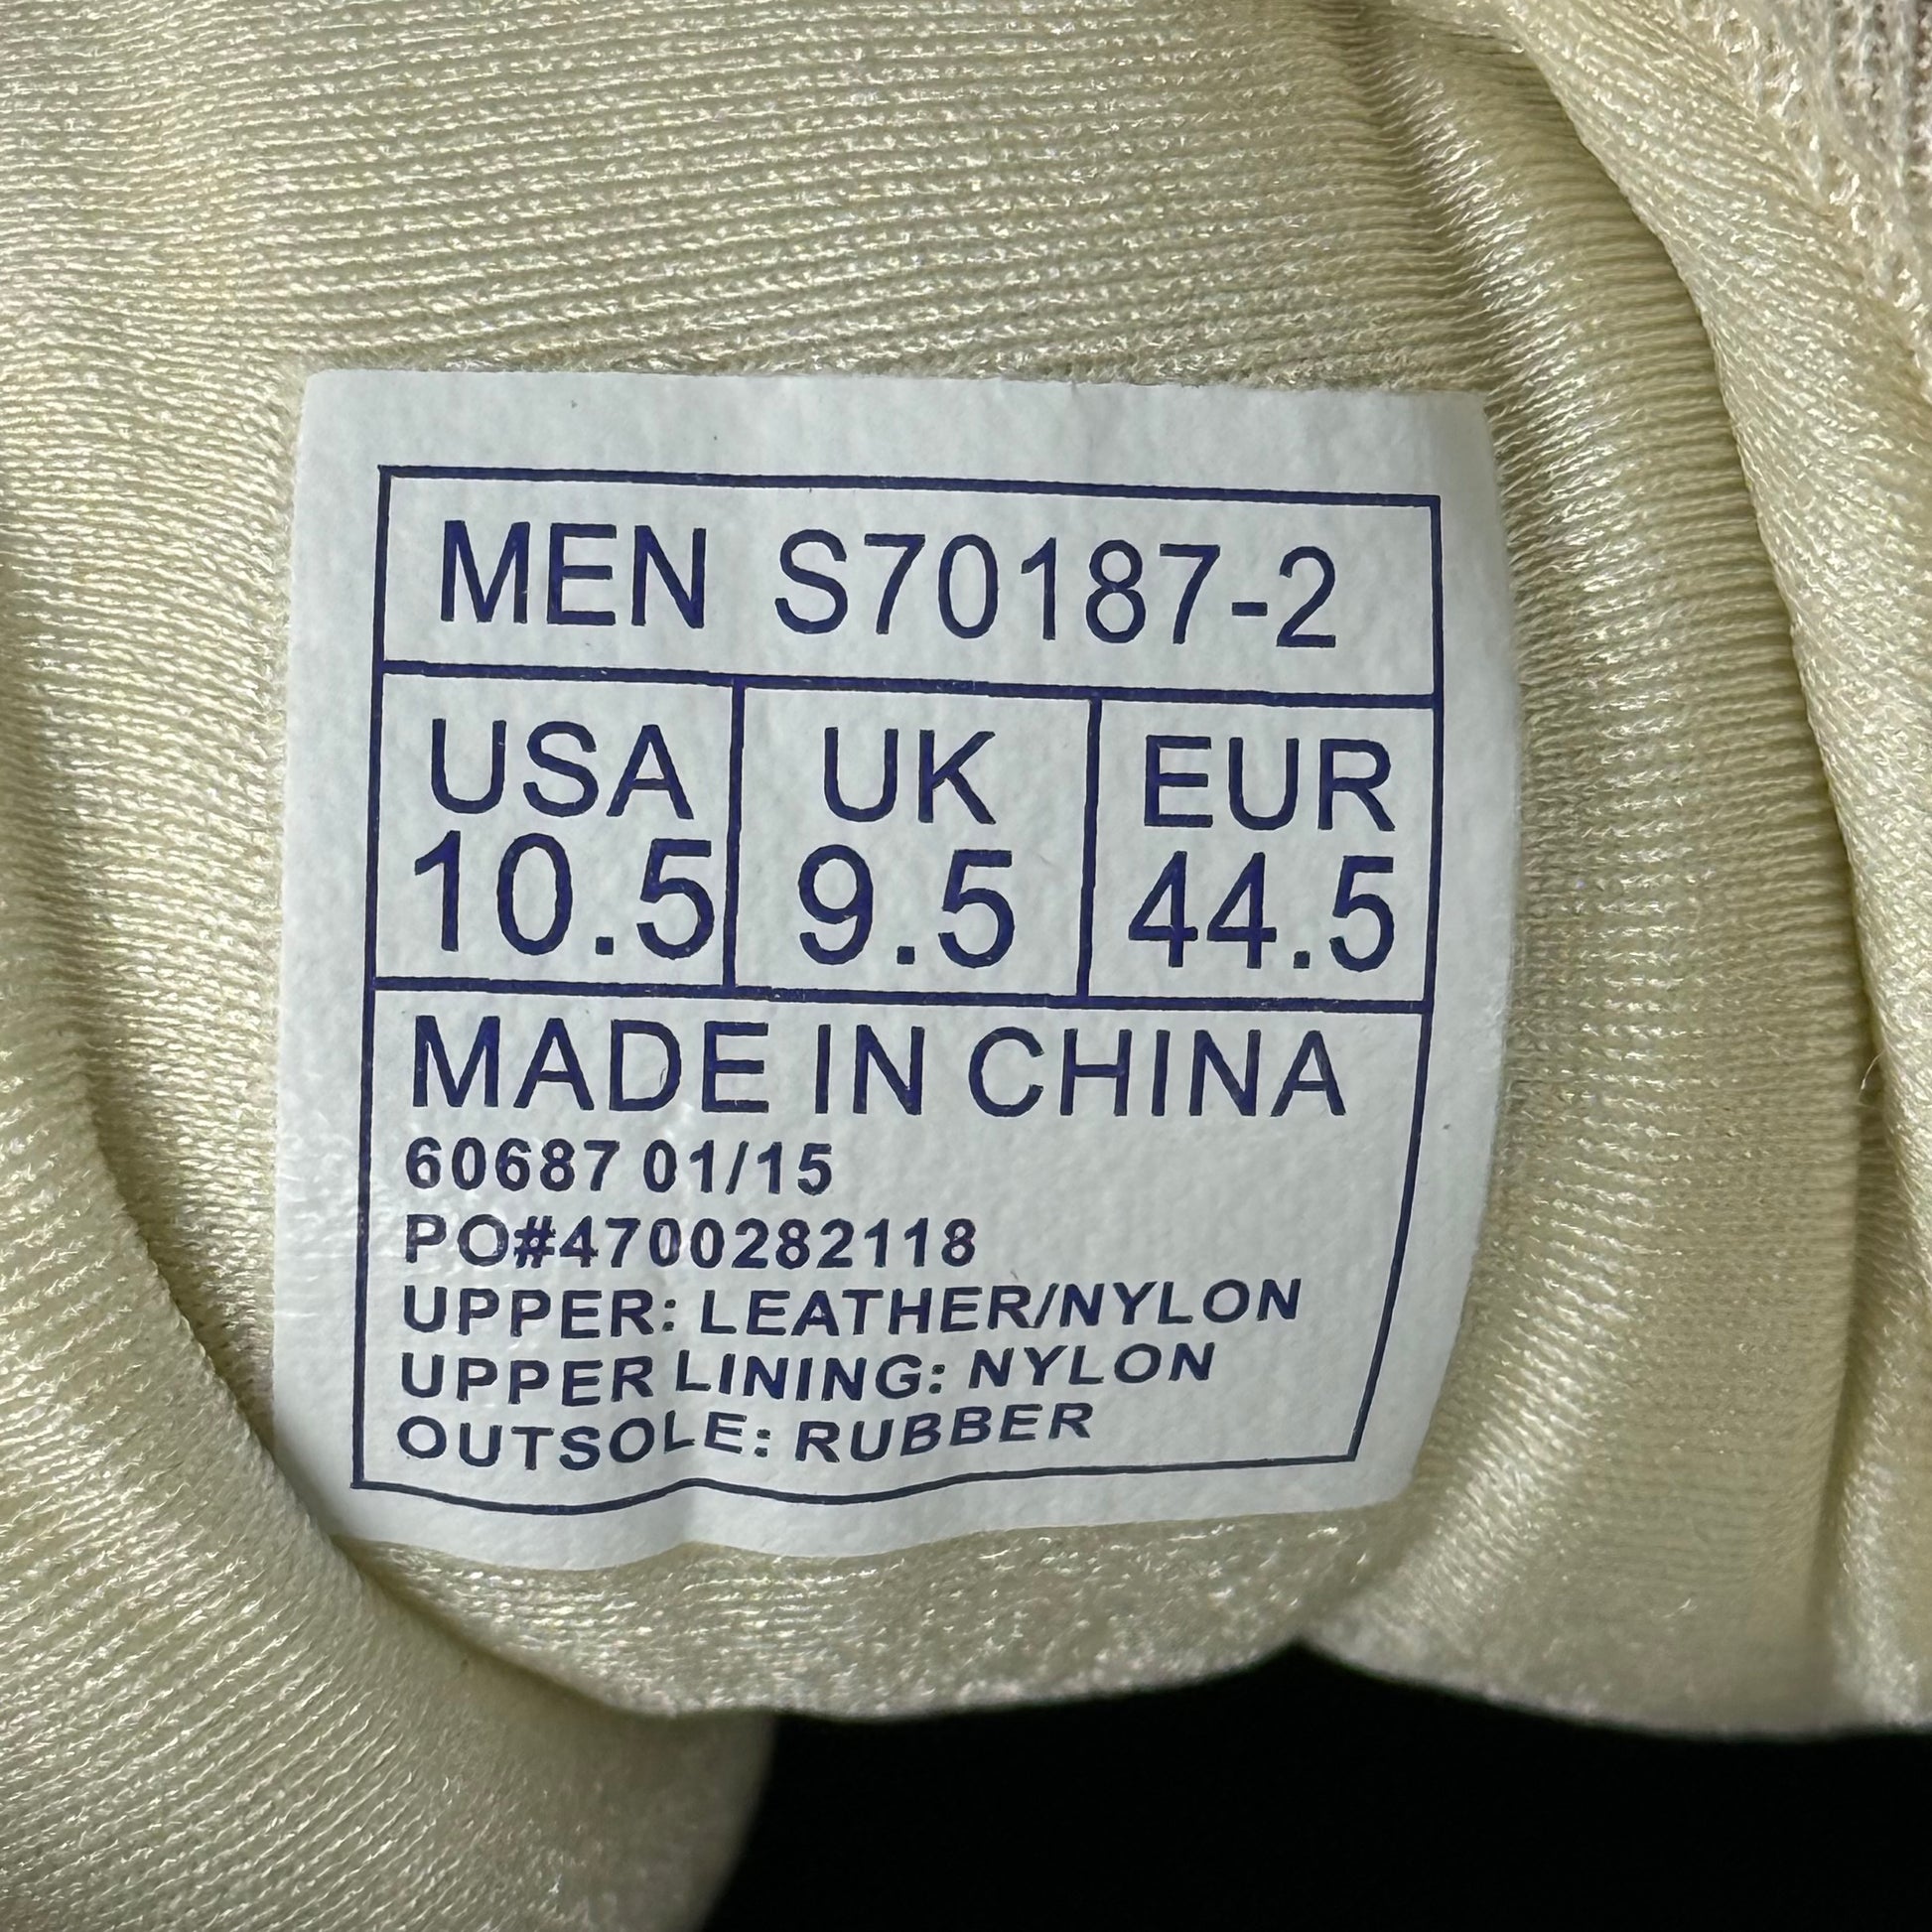 MEN S70187-2
USA UK EUR
10.5 9.5 44.5
MADE IN CHINA
60687 01/15
PO#4700282118
UPPER: LEATHER/NYLON
UPPER LINING: NYLON
OUTSOLE: RUBBER